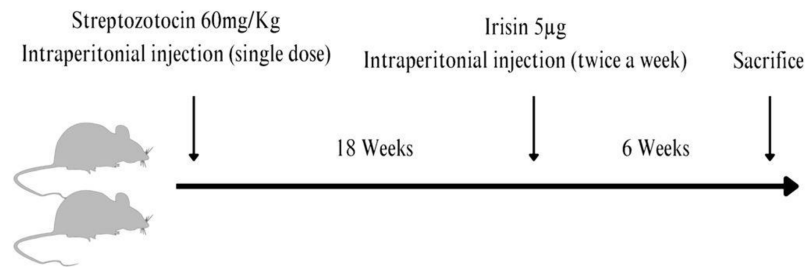 Streptozotocin 60mg/Kg
Intraperitonial injection (single dose)
Irisin 5µg
Intraperitonial injection (twice a week)
Sacrifice
18 Weeks
6 Weeks